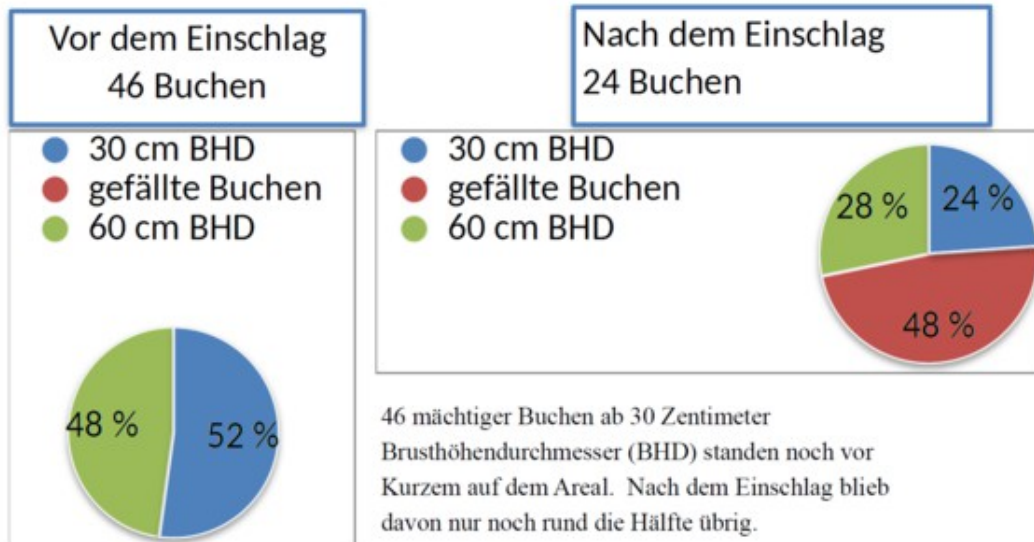 Vor dem Einschlag
46 Buchen
30 cm BHD
gefällte Buchen
60 cm BHD
48 %
52 %
Nach dem Einschlag
24 Buchen
30 cm BHD
gefällte Buchen
60 cm BHD
28 %
24 %
48 %
46 mächtiger Buchen ab 30 Zentimeter
Brusthöhendurchmesser (BHD) standen noch vor
Kurzem auf dem Areal. Nach dem Einschlag blieb
davon nur noch rund die Hälfte übrig.